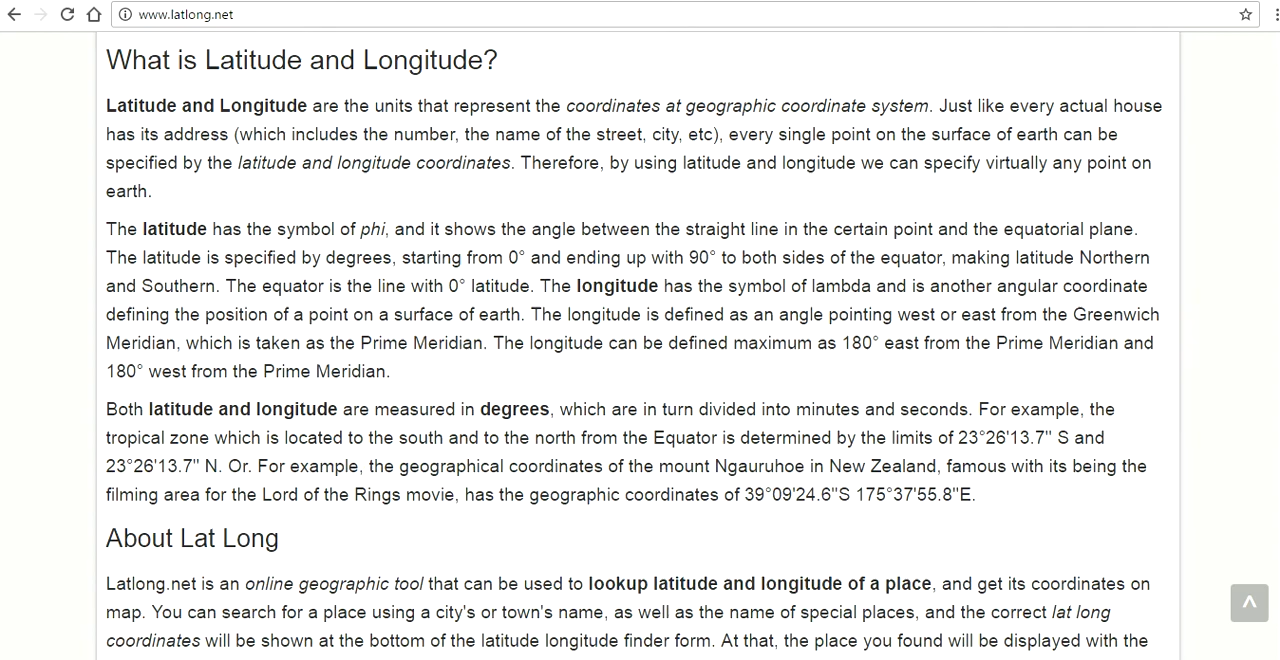 www.latlong.net
What is Latitude and Longitude?
Latitude and Longitude are the units that represent the coordinates at geographic coordinate system. Just like every actual house
has its address (which includes the number, the name of the street, city, etc), every single point on the surface of earth can be
specified by the latitude and longitude coordinates. Therefore, by using latitude and longitude we can specify virtually any point on
earth.
The latitude has the symbol of phi, and it shows the angle between the straight line in the certain point and the equatorial plane.
The latitude is specified by degrees, starting from 0° and ending up with 90° to both sides of the equator, making latitude Northern
and Southern. The equator is the line with 0° latitude. The longitude has the symbol of lambda and is another angular coordinate
defining the position of a point on a surface of earth. The longitude is defined as an angle pointing west or east from the Greenwich
Meridian, which is taken as the Prime Meridian. The longitude can be defined maximum as 180° east from the Prime Meridian and
180° west from the Prime Meridian.
Both latitude and longitude are measured in degrees, which are in turn divided into minutes and seconds. For example, the
tropical zone which is located to the south and to the north from the Equator is determined by the limits of 23°26'13.7" S and
23°26'13.7" N. Or. For example, the geographical coordinates of the mount Ngauruhoe in New Zealand, famous with its being the
filming area for the Lord of the Rings movie, has the geographic coordinates of 39°09'24.6"S 175°37'55.8"E.
About Lat Long
Latlong.net is an online geographic tool that can be used to lookup latitude and longitude of a place, and get its coordinates on
map. You can search for a place using a city's or town's name, as well as the name of special places, and the correct lat long
coordinates will be shown at the bottom of the latitude longitude finder form. At that, the place you found will be displayed with the